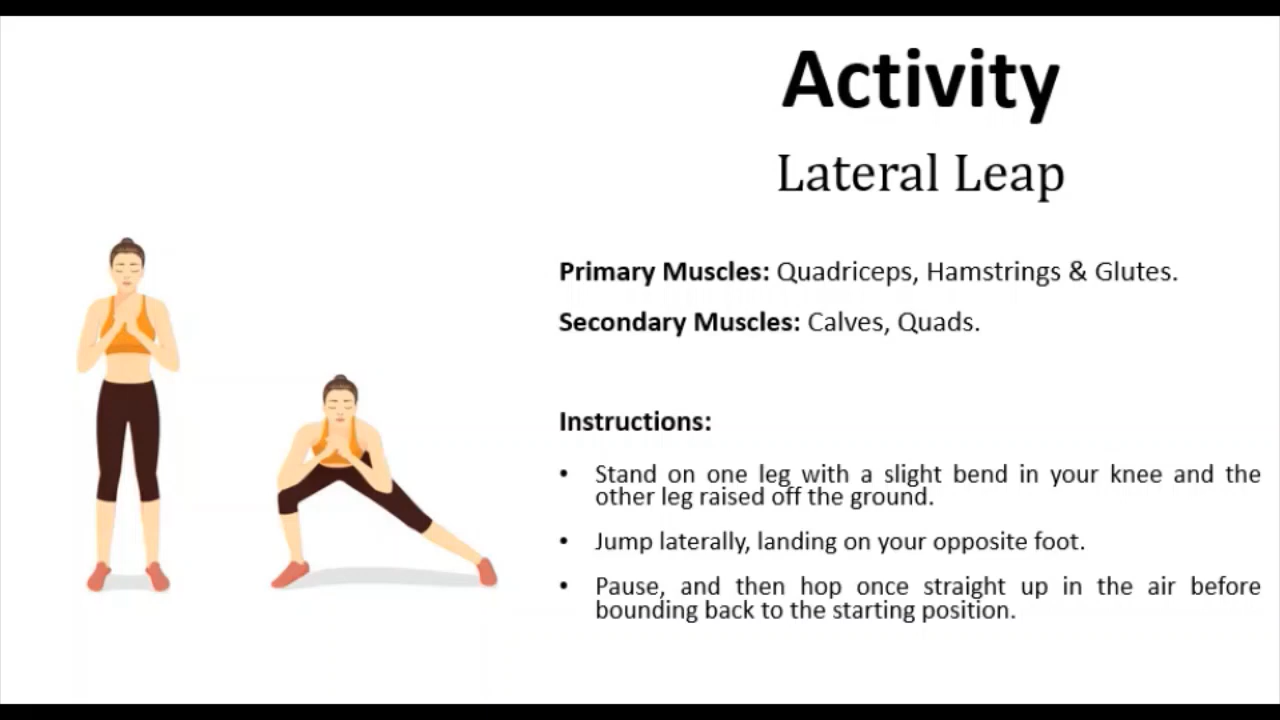 Activity
Lateral Leap
Primary Muscles: Quadriceps, Hamstrings & Glutes.
Secondary Muscles: Calves, Quads.
Instructions:
• Stand on one leg with a slight bend in your knee and the
other leg raised off the ground.
• Jump laterally, landing on your opposite foot.
• Pause, and then hop once straight up in the air before
bounding back to the starting position.